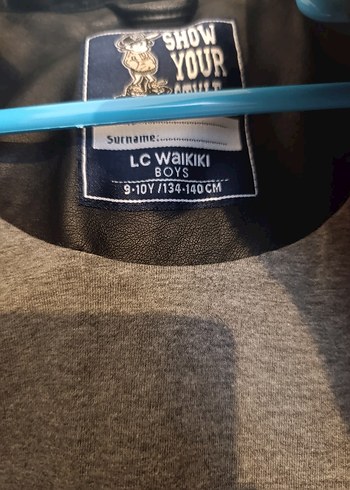 SHOW
YOUR
Surname:....................
LC WAIKIKI
BOYS
9-10Y /134-140CM